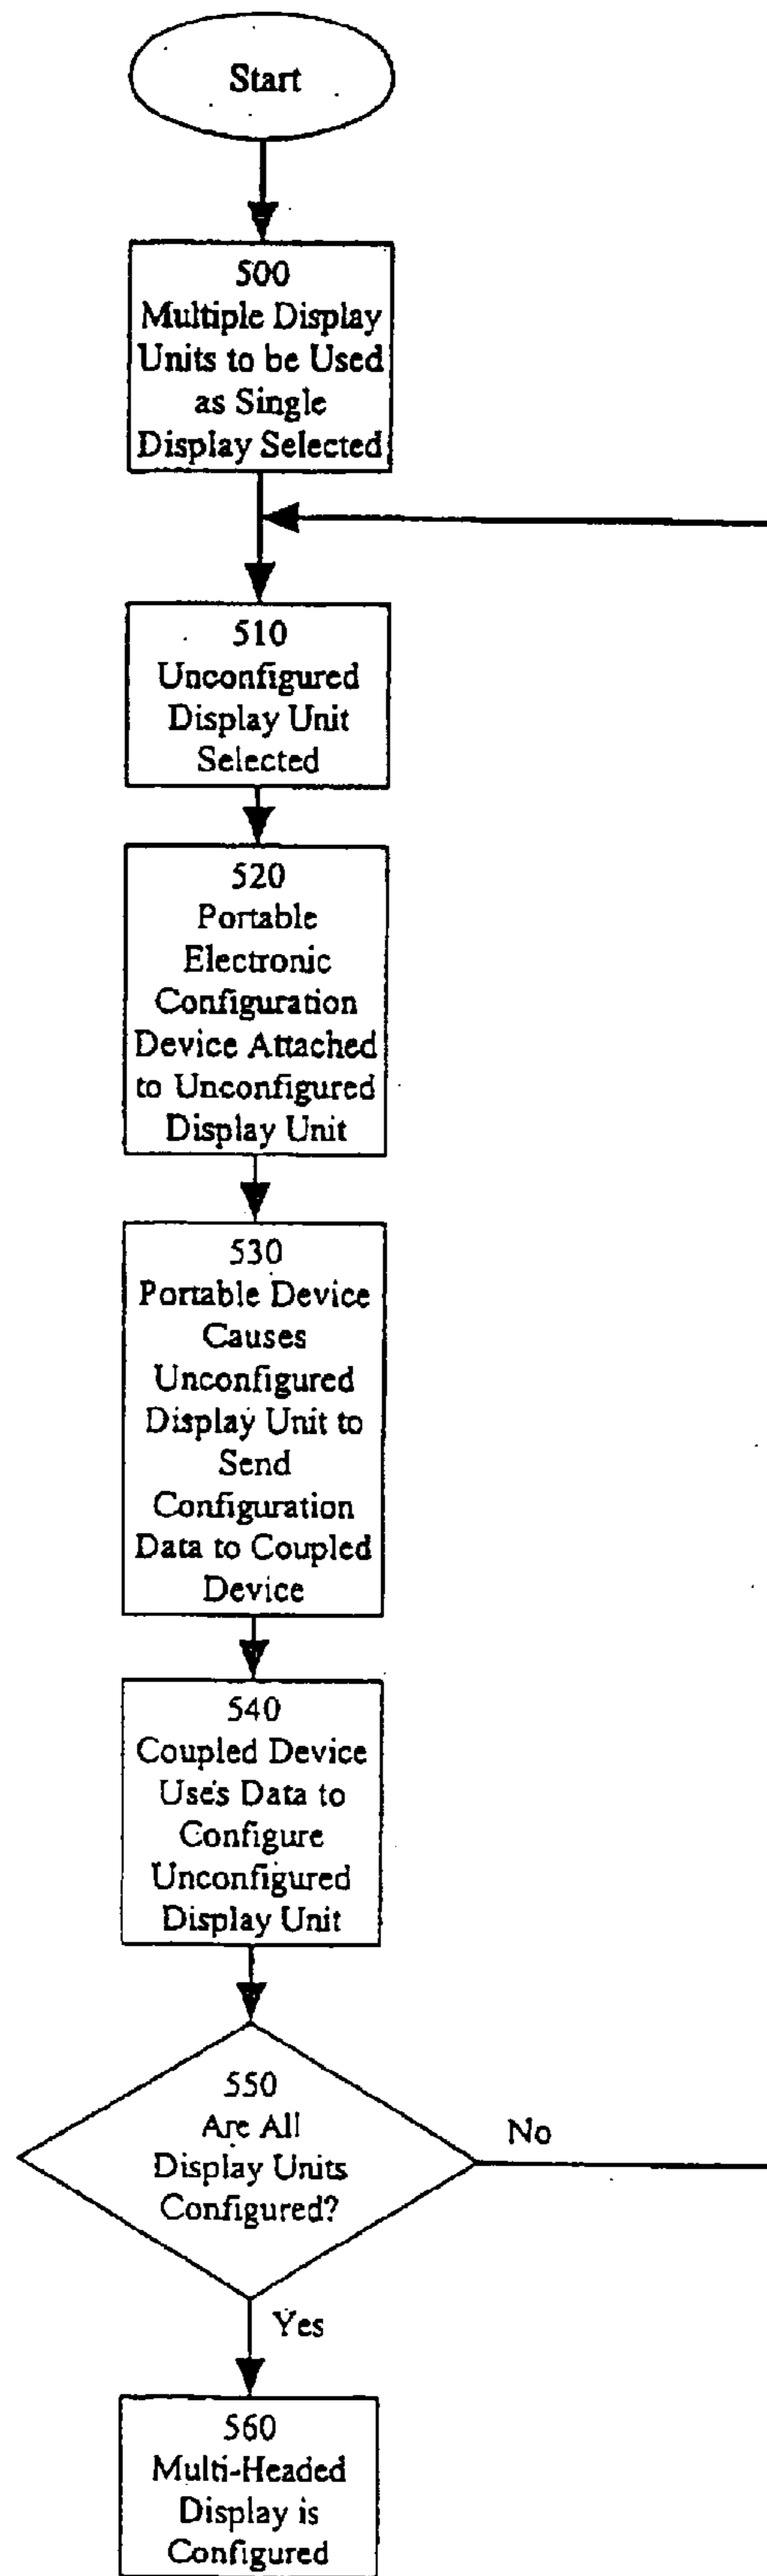 Start
500
Multiple Display
Units to be Used
as Single
Display Selected
510
Unconfigured
Display Unit
Selected
520
Portable
Electronic
Configuration
Device Attached
to Unconfigured
Display Unit
530
Portable Device
Causes
Unconfigured
Display Unit to
Send
Configuration
Data to Coupled
Device
540
Coupled Device
Use's Data to
Configure
Unconfigured
Display Unit
550
Are All
Display Units
Configured?
No
Yes
560
Multi-Headed
Display is
Configured